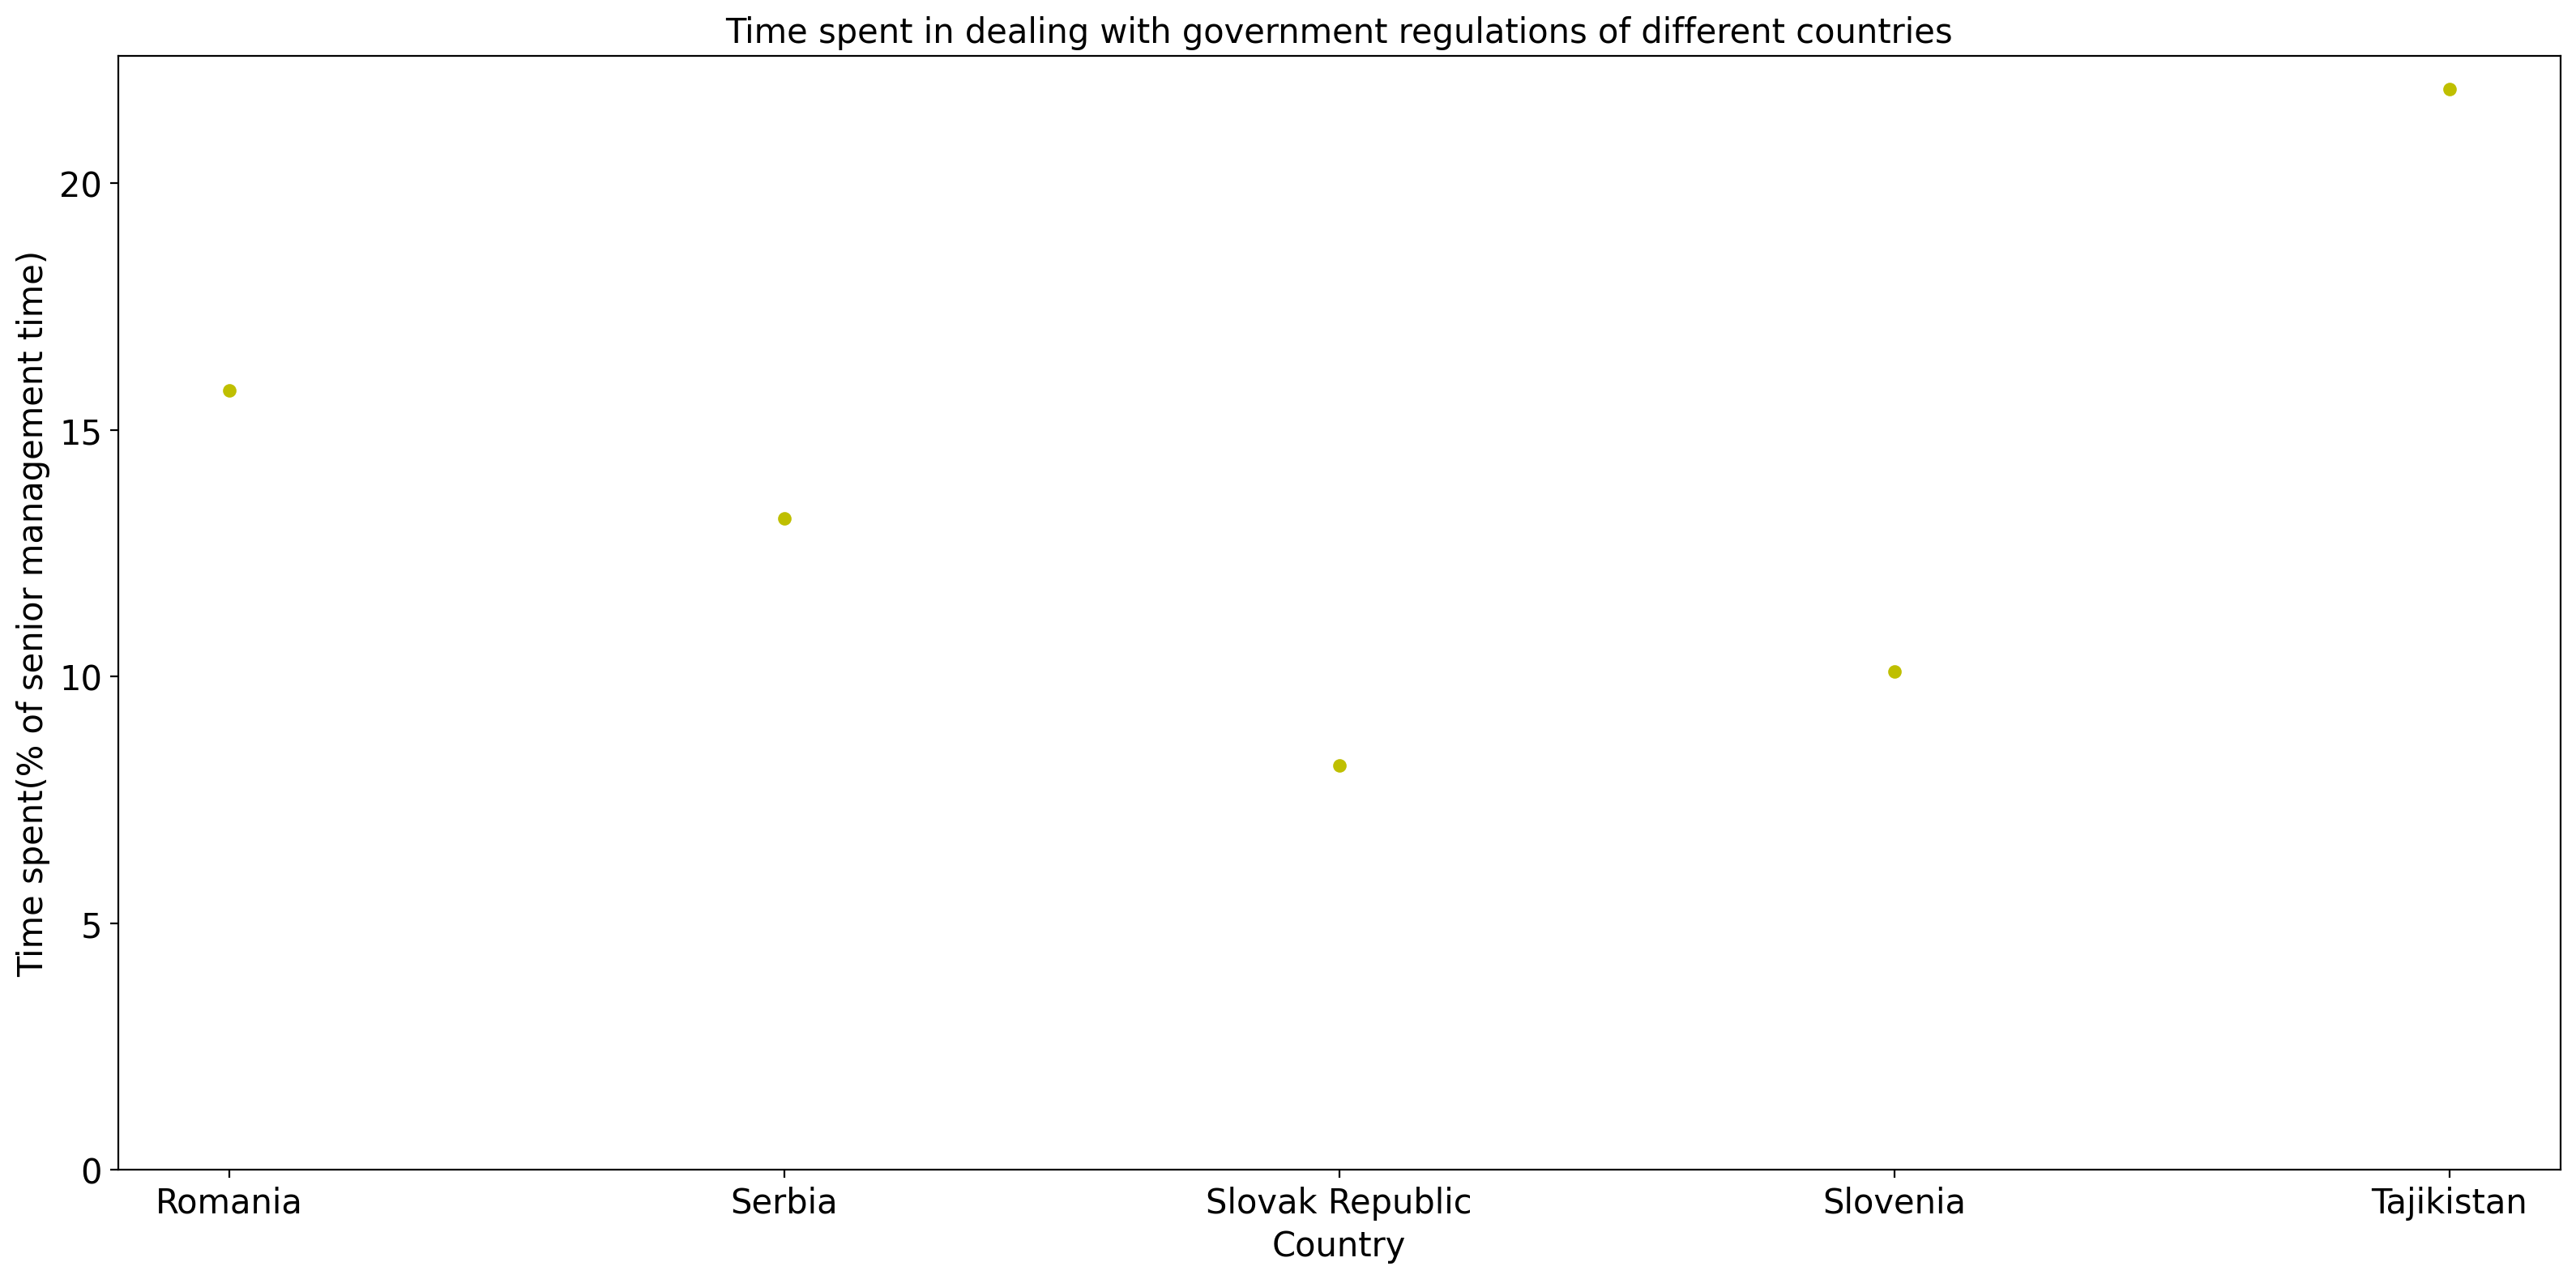 Time spent in dealing with government regulations of different countries
Time spent(% of senior management time)
20
15
10
5
0
Romania Serbia Slovak Republic Slovenia Tajikistan
Country